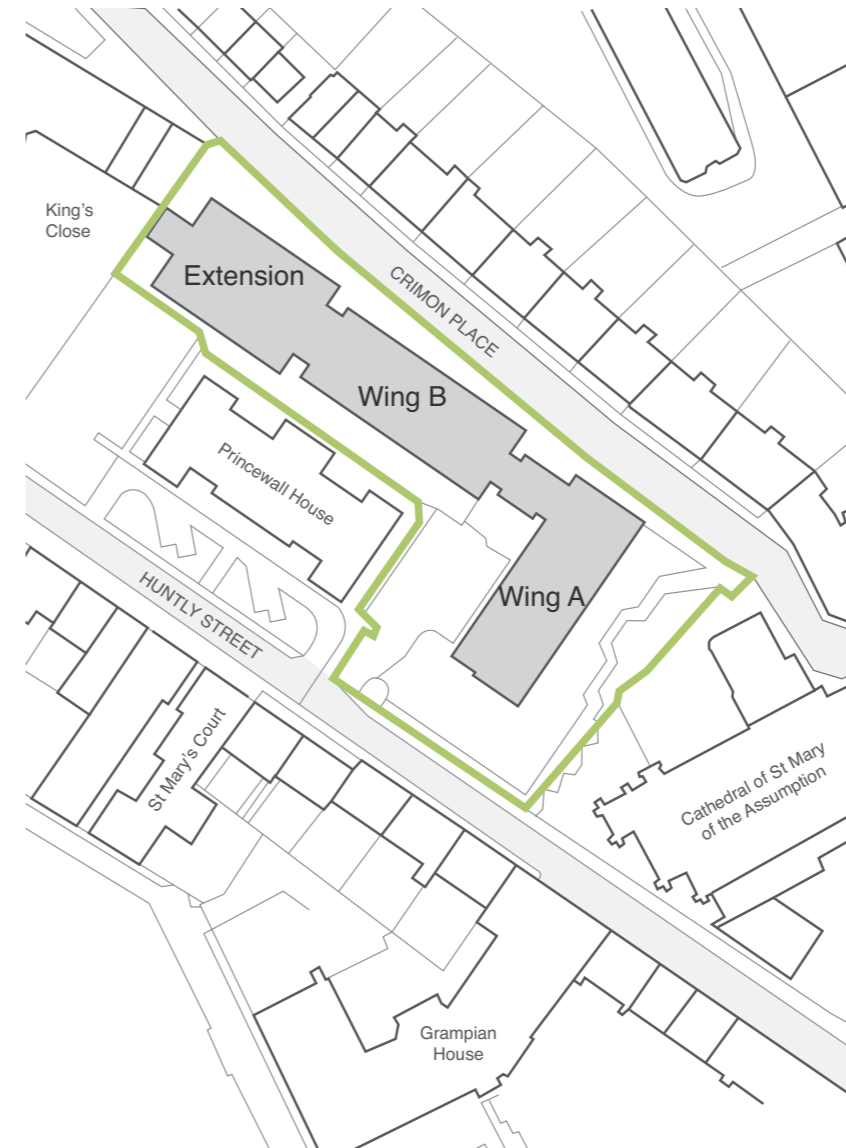 King's
Close
Extension
CRIMON PLACE
Wing B
Princewall House
Wing A
HUNTLY STREET
St Mary's Court
Cathedral of St Mary
of the Assumption
Grampian
House